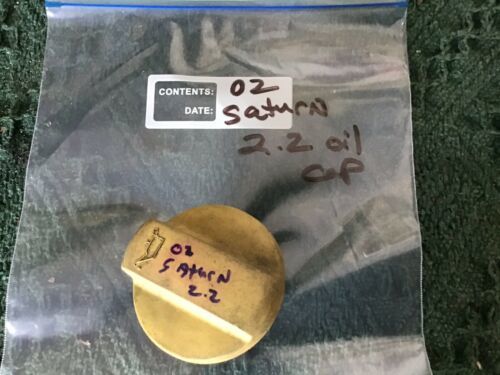 CONTENTS: 02
DATE: Saturn
2.2 oil
cap
02
Saturn
2.2